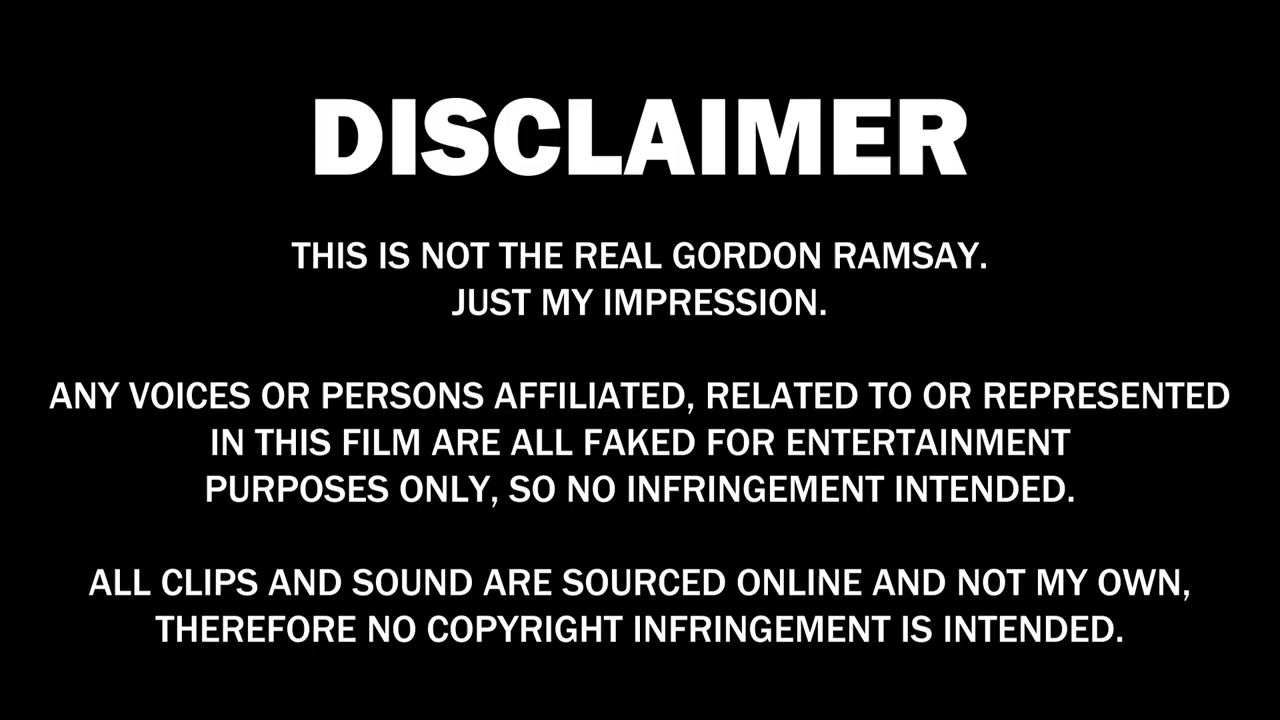 DISCLAIMER
THIS IS NOT THE REAL GORDON RAMSAY.
JUST MY IMPRESSION.
ANY VOICES OR PERSONS AFFILIATED, RELATED TO OR REPRESENTED
IN THIS FILM ARE ALL FAKED FOR ENTERTAINMENT
PURPOSES ONLY, SO NO INFRINGEMENT INTENDED.
ALL CLIPS AND SOUND ARE SOURCED ONLINE AND NOT MY OWN,
THEREFORE NO COPYRIGHT INFRINGEMENT IS INTENDED.